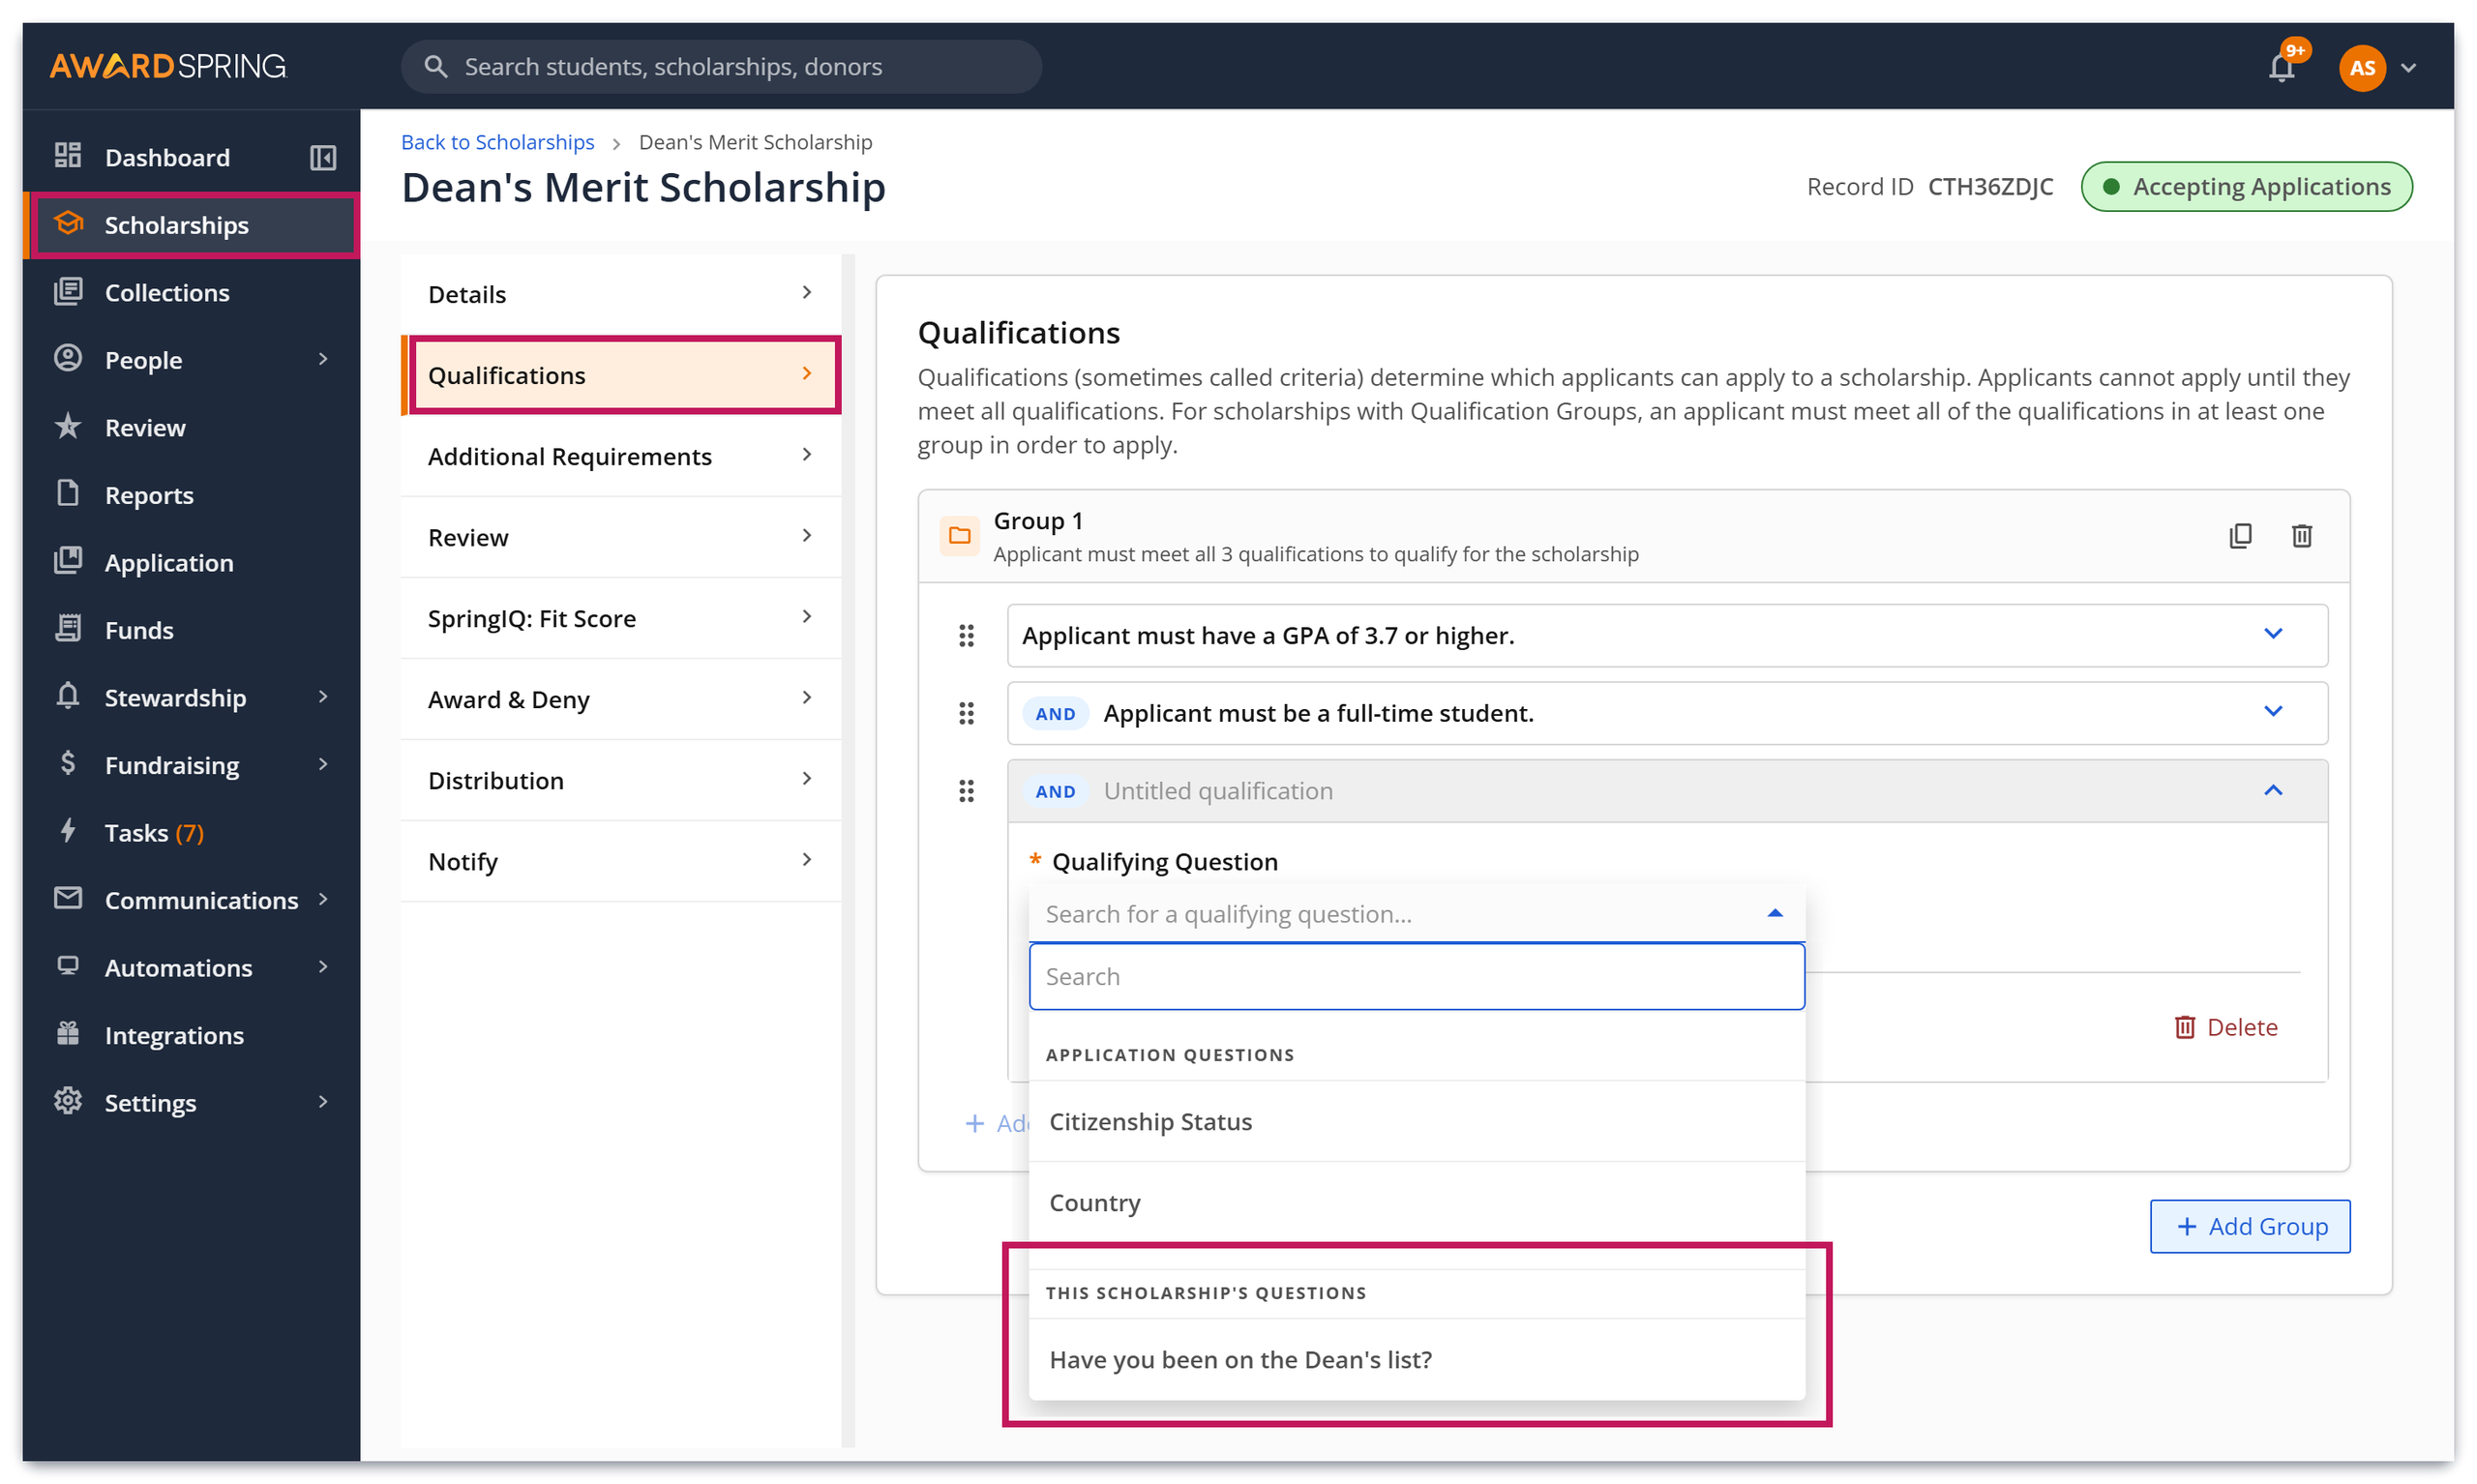 AWARDSPRING
Search students, scholarships, donors
9+
AS
Dashboard
Scholarships
Collections
People
Review
Reports
Application
Funds
Stewardship
Fundraising
Tasks (7)
Communications
Automations
Integrations
Settings
Back to Scholarships > Dean's Merit Scholarship
Dean's Merit Scholarship
Record ID CTH36ZDJC
Accepting Applications
Details
Qualifications
Additional Requirements
Review
SpringIQ: Fit Score
Award & Deny
Distribution
Notify
Qualifications
Qualifications (sometimes called criteria) determine which applicants can apply to a scholarship. Applicants cannot apply until they
meet all qualifications. For scholarships with Qualification Groups, an applicant must meet all of the qualifications in at least one
group in order to apply.
Group 1
Applicant must meet all 3 qualifications to qualify for the scholarship
Applicant must have a GPA of 3.7 or higher.
AND Applicant must be a full-time student.
AND Untitled qualification
* Qualifying Question
Search for a qualifying question...
Search
APPLICATION QUESTIONS
Citizenship Status
Country
THIS SCHOLARSHIP'S QUESTIONS
Have you been on the Dean's list?
Delete
+ Add Group